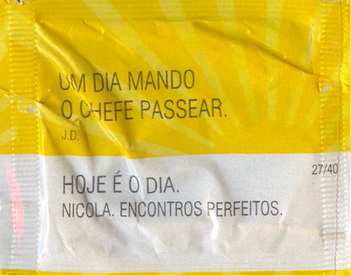 UM DIA MANDO
O CHEFE PASSEAR.
J.D.
27/40
HOJE É O DIA.
NICOLA. ENCONTROS PERFEITOS.